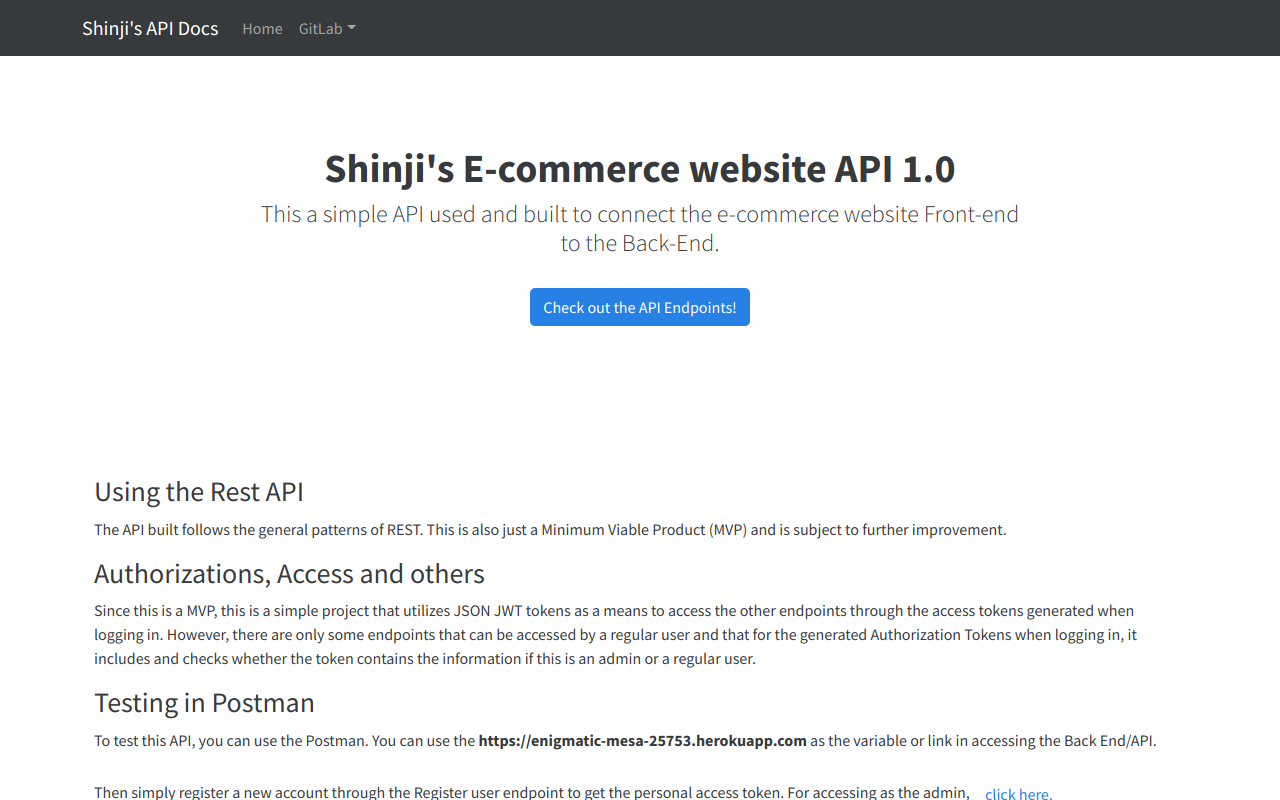 Shinji's API Docs Home GitLab
Shinji's E-commerce website API 1.0
This a simple API used and built to connect the e-commerce website Front-end
to the Back-End.
Check out the API Endpoints!
Using the Rest API
The API built follows the general patterns of REST. This is also just a Minimum Viable Product (MVP) and is subject to further improvement.
Authorizations, Access and others
Since this is a MVP, this is a simple project that utilizes JSON JWT tokens as a means to access the other endpoints through the access tokens generated when
logging in. However, there are only some endpoints that can be accessed by a regular user and that for the generated Authorization Tokens when logging in, it
includes and checks whether the token contains the information if this is an admin or a regular user.
Testing in Postman
To test this API, you can use the Postman. You can use the https://enigmatic-mesa-25753.herokuapp.com as the variable or link in accessing the Back End/API.
Then simply register a new account through the Register user endpoint to get the personal access token. For accessing as the admin, click here.